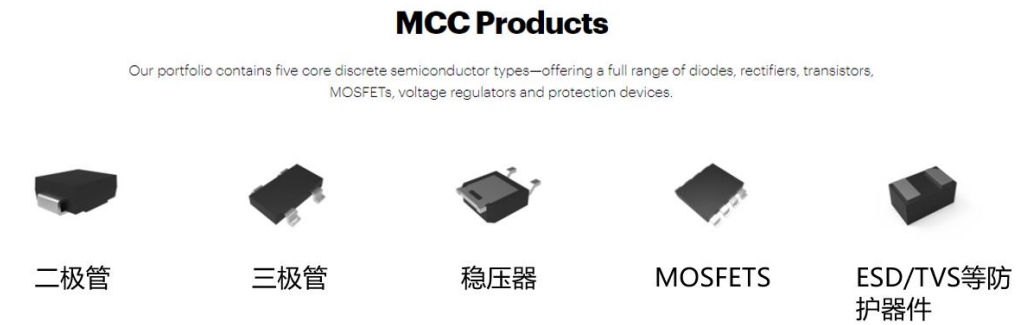 MCC Products
Our portfolio contains five core discrete semiconductor types—offering a full range of diodes, rectifiers, transistors,
MOSFETs, voltage regulators and protection devices.
二极管
三极管
稳压器
MOSFETS
ESD/TVS等防
护器件